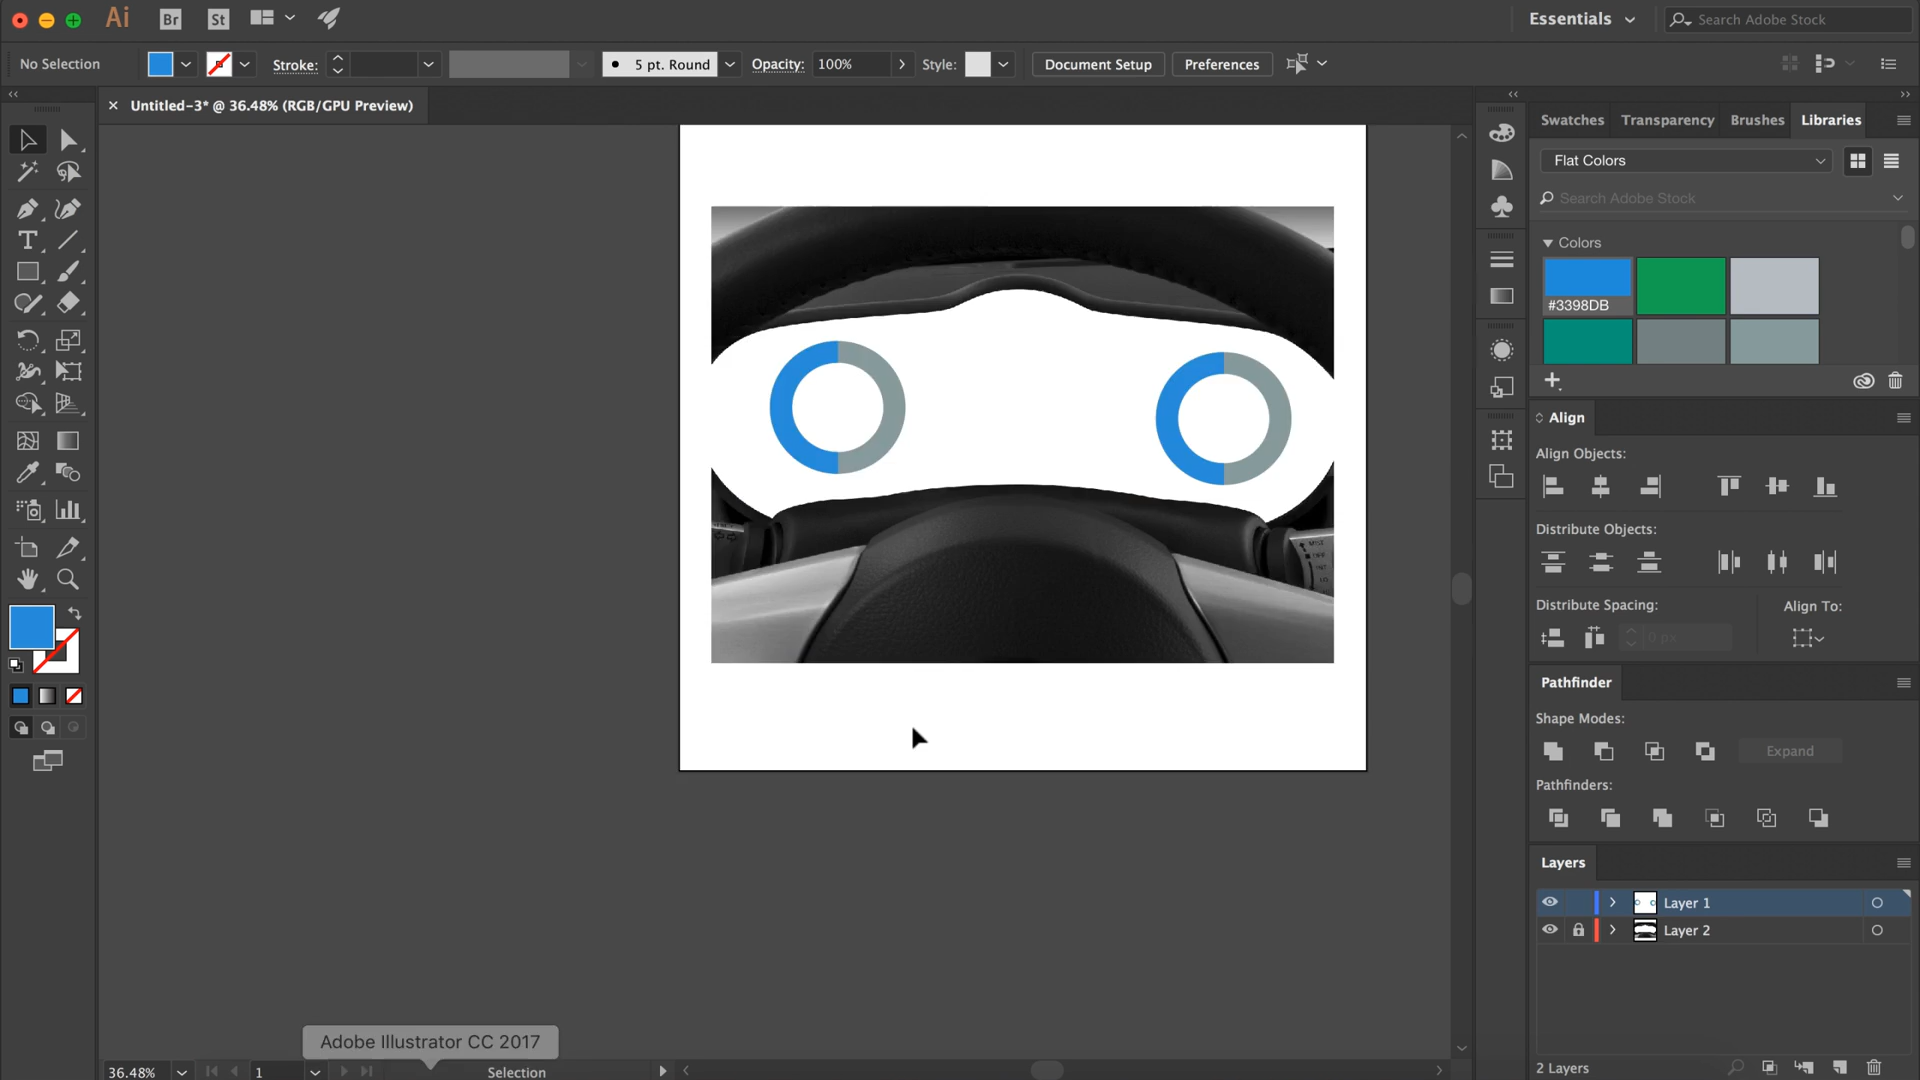 Ai
Br
St
Essentials
Search Adobe Stock
No Selection
Stroke:
5 pt. Round
Opacity:
100%
Style:
Document Setup
Preferences
Untitled-3* @ 36.48% (RGB/GPU Preview)
Swatches
Transparency
Brushes
Libraries
Flat Colors
Search Adobe Stock
Colors
#3398DB
Align
Align Objects:
Distribute Objects:
Distribute Spacing:
Align To:
0 px
Pathfinder
Shape Modes:
Expand
Pathfinders:
Layers
Layer 1
Layer 2
Adobe Illustrator CC 2017
36.48%
1
Selection
2 Layers